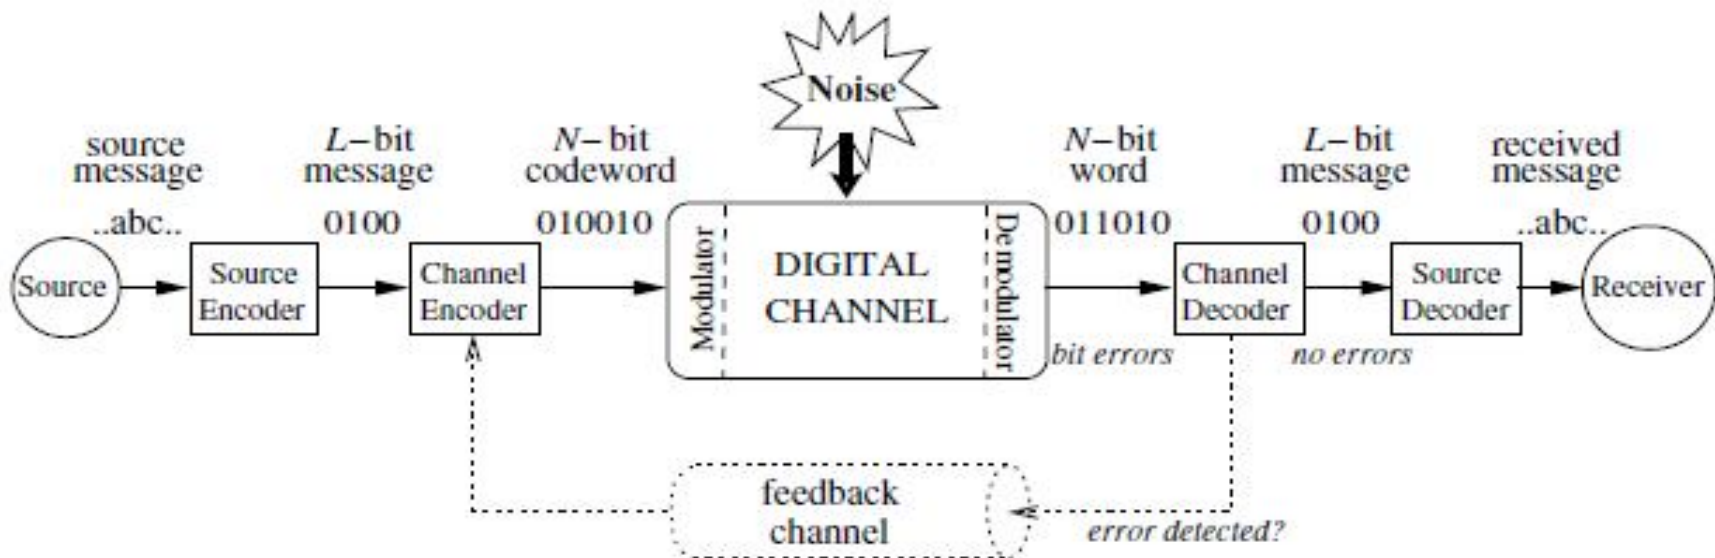 Noise
source
message
L-bit
message
N-bit
codeword
N-bit
word
L-bit
message
received
message
..abc..
0100
010010
011010
0100
..abc..
Source
Source
Encoder
Channel
Encoder
Modulator
DIGITAL
CHANNEL
Demodulator
Channel
Decoder
Source
Decoder
Receiver
bit errors
no errors
feedback
channel
error detected?